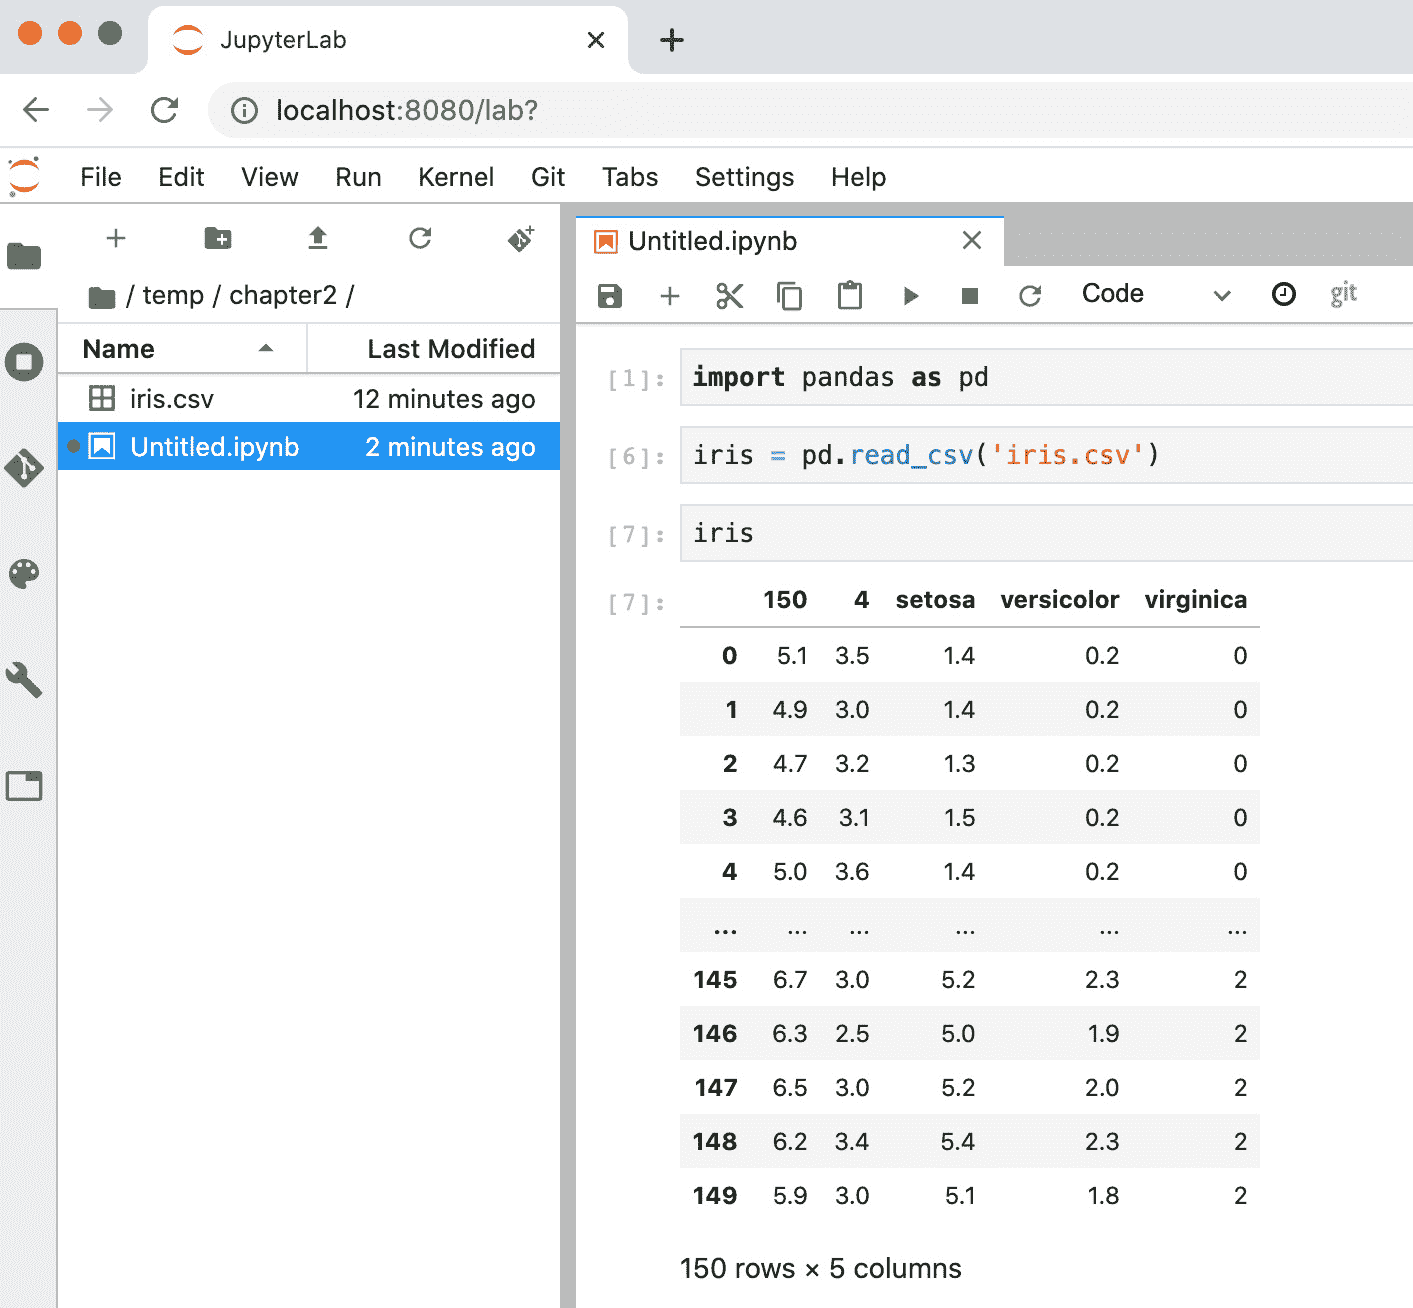 JupyterLab
localhost:8080/lab?
File Edit View Run Kernel Git Tabs Settings Help
/ temp / chapter2 /
Name Last Modified
iris.csv 12 minutes ago
Untitled.ipynb 2 minutes ago
Untitled.ipynb
Code git
[1]: import pandas as pd
[6]: iris = pd.read_csv('iris.csv')
[7]: iris
[7]: 150 4 setosa versicolor virginica
0 5.1 3.5 1.4 0.2 0
1 4.9 3.0 1.4 0.2 0
2 4.7 3.2 1.3 0.2 0
3 4.6 3.1 1.5 0.2 0
4 5.0 3.6 1.4 0.2 0
... ... ... ... ... ...
145 6.7 3.0 5.2 2.3 2
146 6.3 2.5 5.0 1.9 2
147 6.5 3.0 5.2 2.0 2
148 6.2 3.4 5.4 2.3 2
149 5.9 3.0 5.1 1.8 2
150 rows × 5 columns